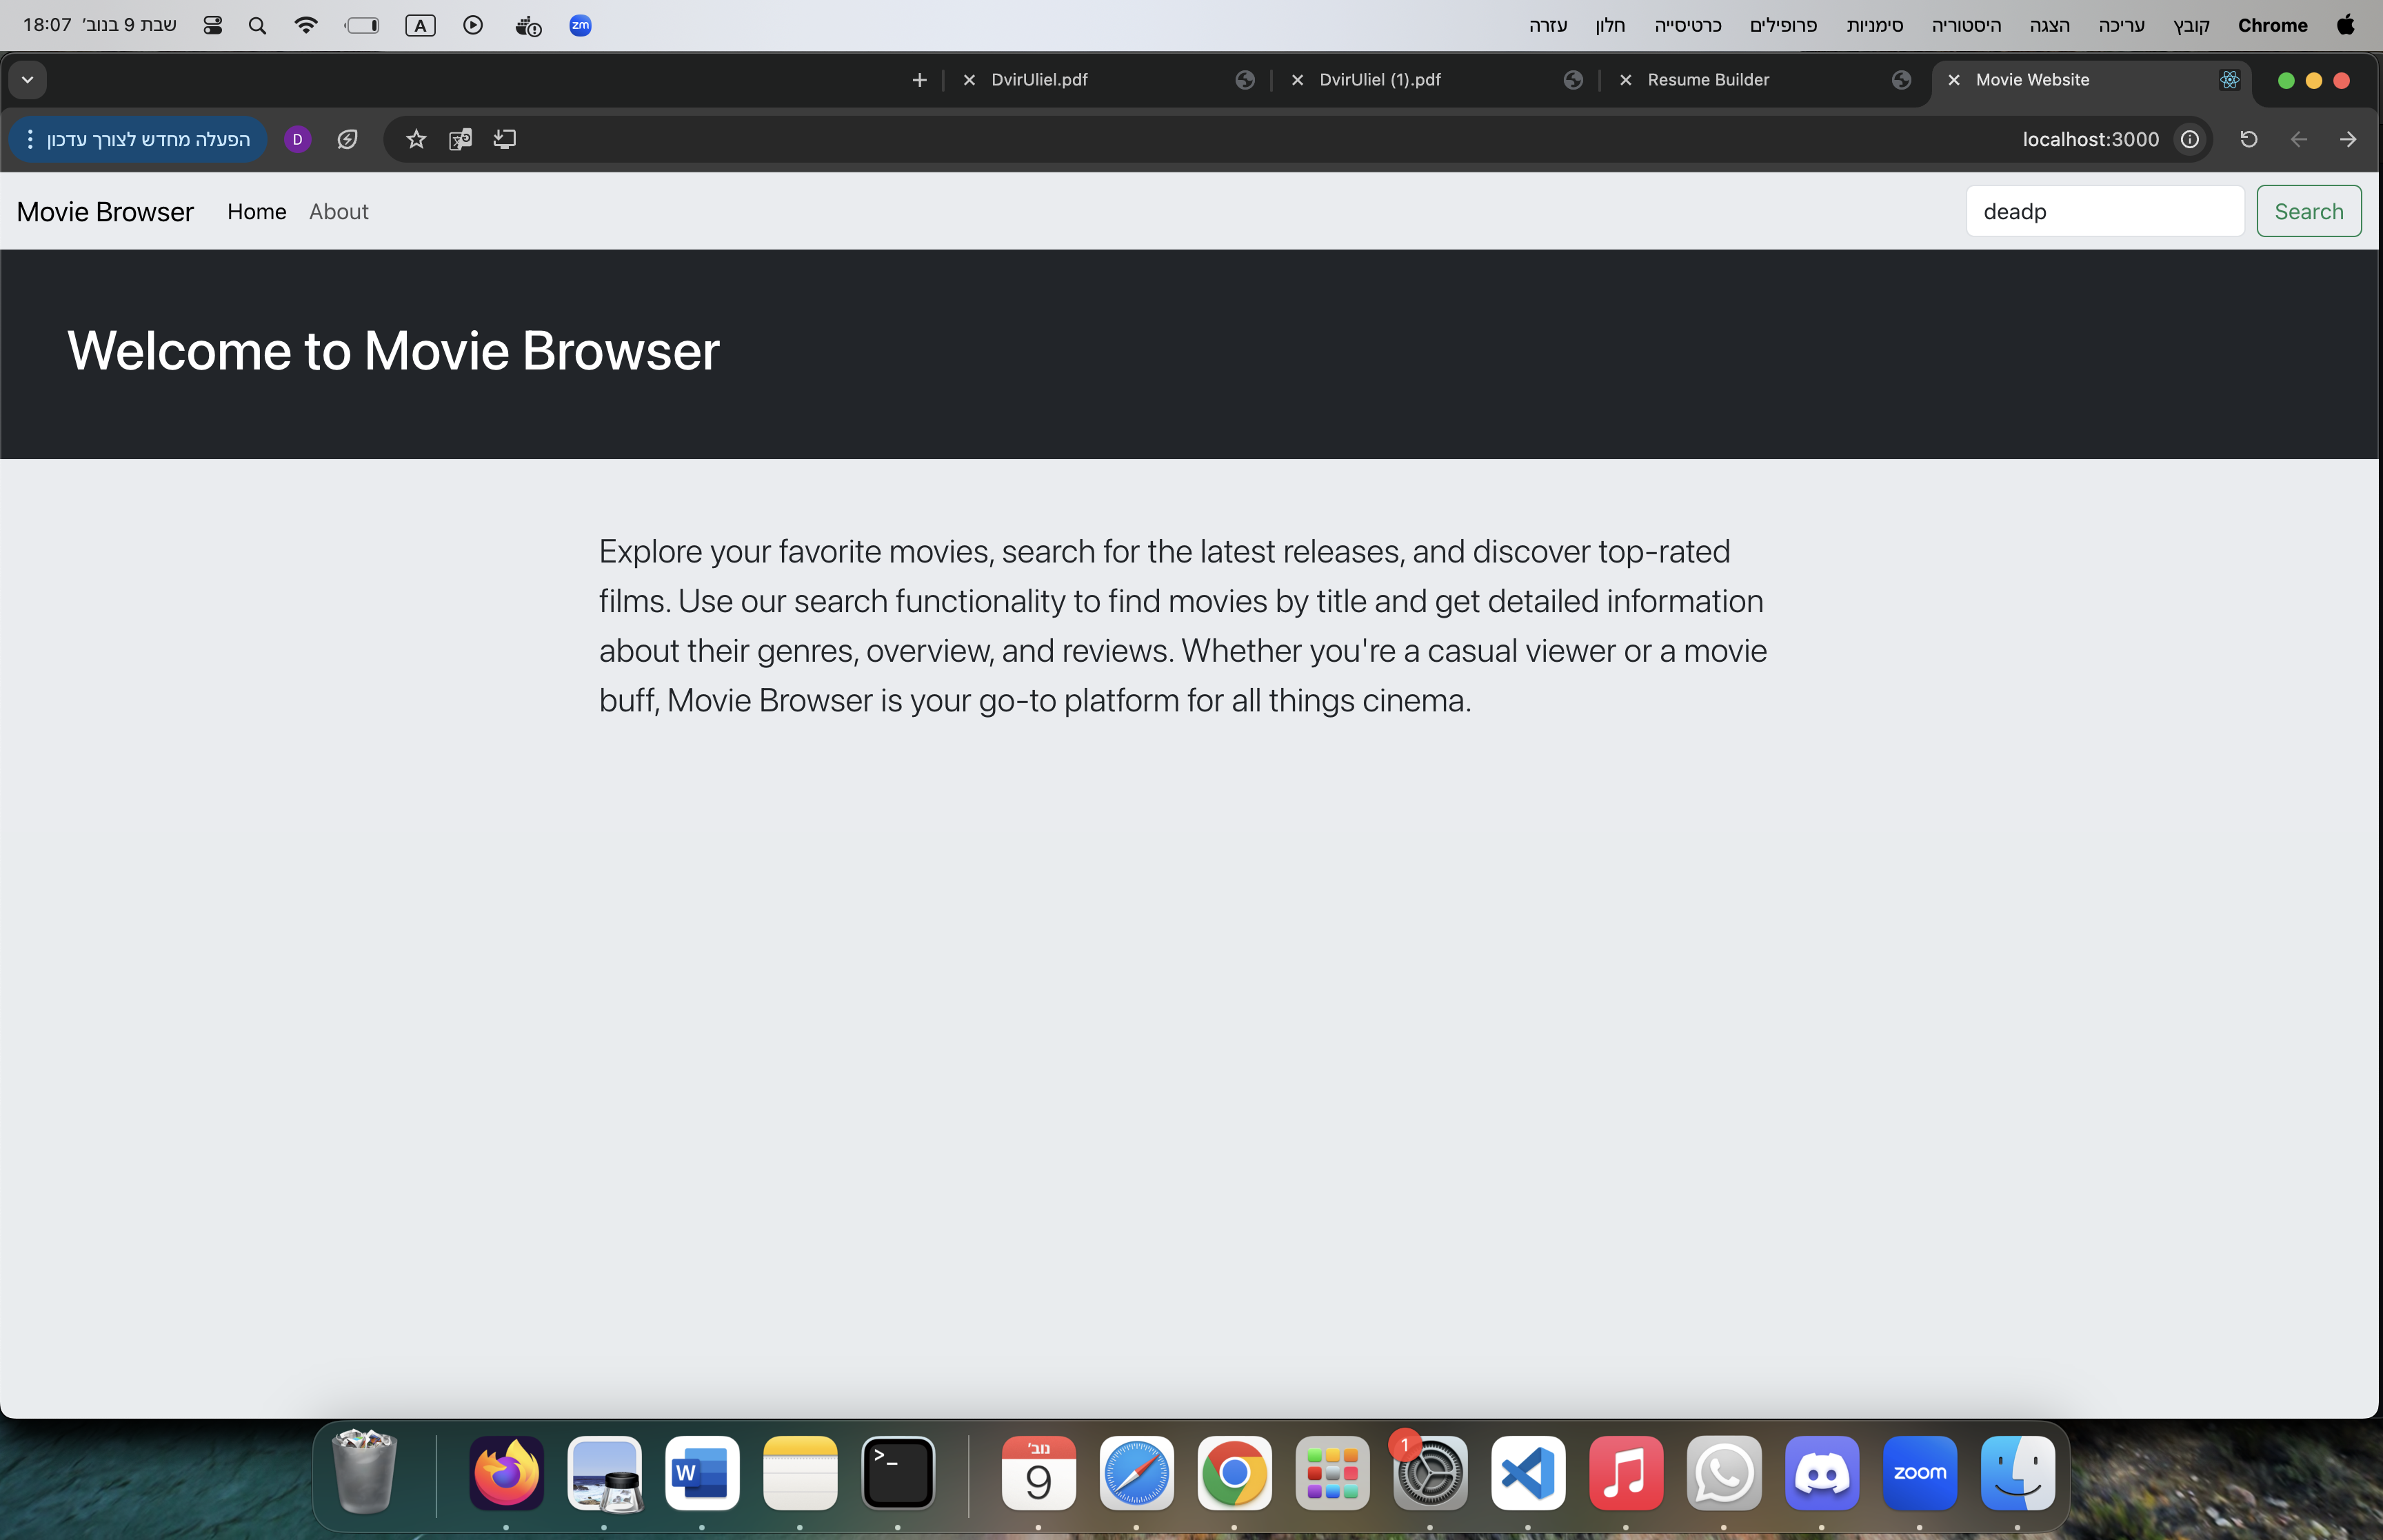 Chrome קובץ עריכה הצגה היסטוריה סימניות פרופילים כרטיסייה חלון עזרה
zm A שבת 9 בנוב׳ 18:07
Movie Website
Resume Builder
DvirUliel (1).pdf
DvirUliel.pdf
localhost:3000
D
הפעלה מחדש לצורך עדכון
Movie Browser Home About deadp Search
Welcome to Movie Browser
Explore your favorite movies, search for the latest releases, and discover top-rated
films. Use our search functionality to find movies by title and get detailed information
about their genres, overview, and reviews. Whether you're a casual viewer or a movie
buff, Movie Browser is your go-to platform for all things cinema.
W
>_
נוב׳
9
1
zoom